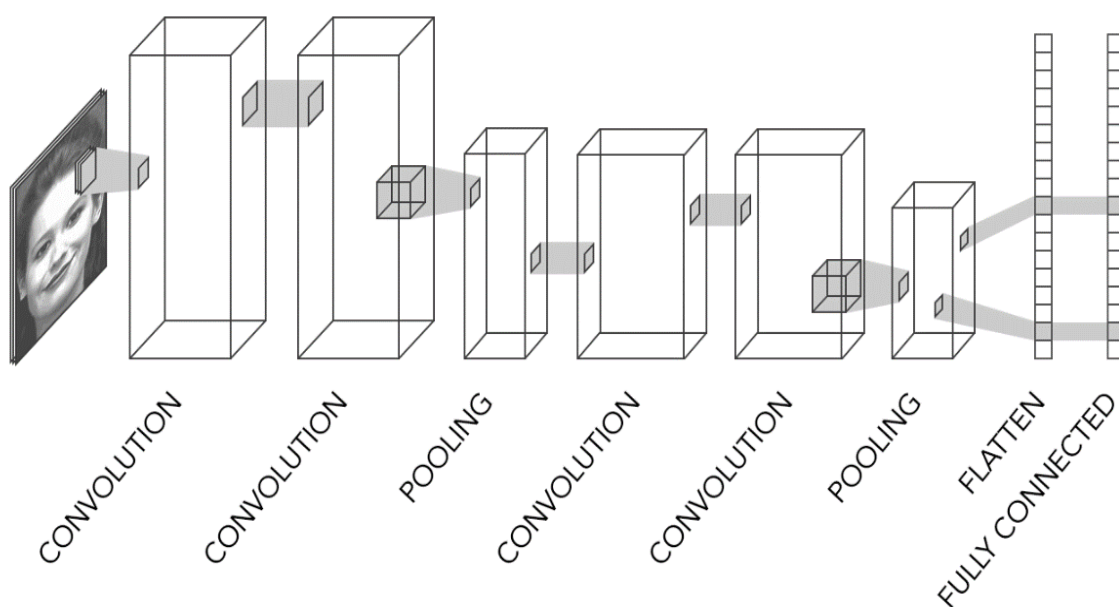 CONVOLUTION
CONVOLUTION
POOLING
CONVOLUTION
CONVOLUTION
POOLING
FLATTEN
FULLY CONNECTED